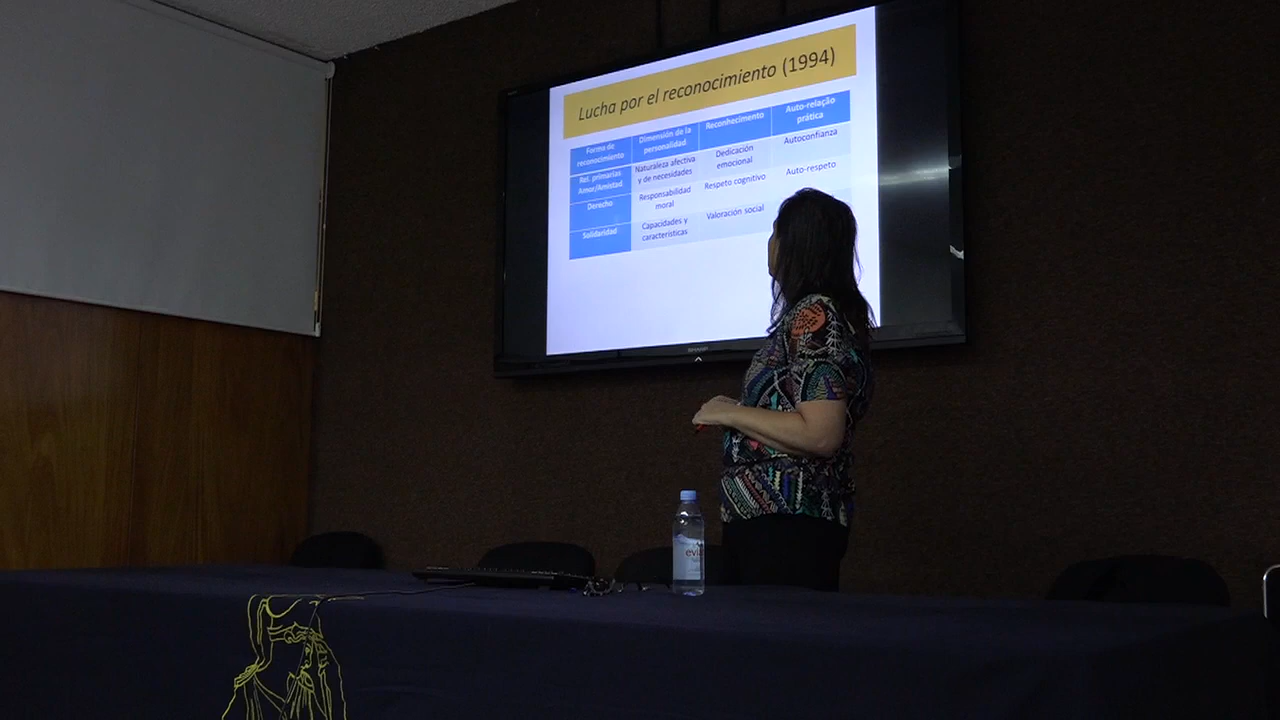 Lucha por el reconocimiento (1994)
Forma de
reconocimiento
Dimensión de la
personalidad
Reconhecimento
Auto-relação
prática
Rel. primarias
Amor/Amistad
Naturaleza afectiva
y de necesidades
Dedicación
emocional
Autoconfianza
Derecho
Responsabilidad
moral
Respeto cognitivo
Auto-respeto
Solidaridad
Capacidades y
características
Valoración social
SHARP
evian